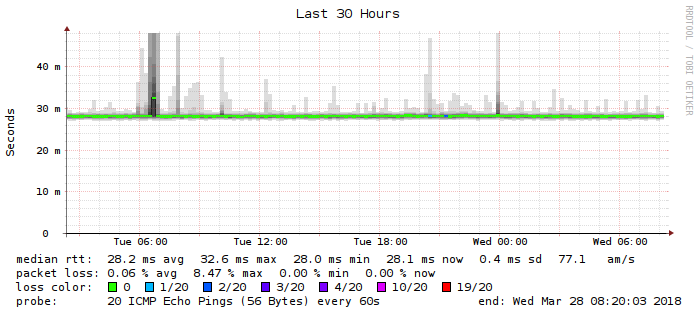 Last 30 Hours
RRDTOOL / TOBI OETIKER
Seconds
40 m
30 m
20 m
10 m
0
Tue 06:00 Tue 12:00 Tue 18:00 Wed 00:00 Wed 06:00
median rtt: 28.2 ms avg 32.6 ms max 28.0 ms min 28.1 ms now 0.4 ms sd 77.1 am/s
packet loss: 0.06 % avg 8.47 % max 0.00 % min 0.00 % now
loss color: 0 1/20 2/20 3/20 4/20 10/20 19/20
probe: 20 ICMP Echo Pings (56 Bytes) every 60s end: Wed Mar 28 08:20:03 2018